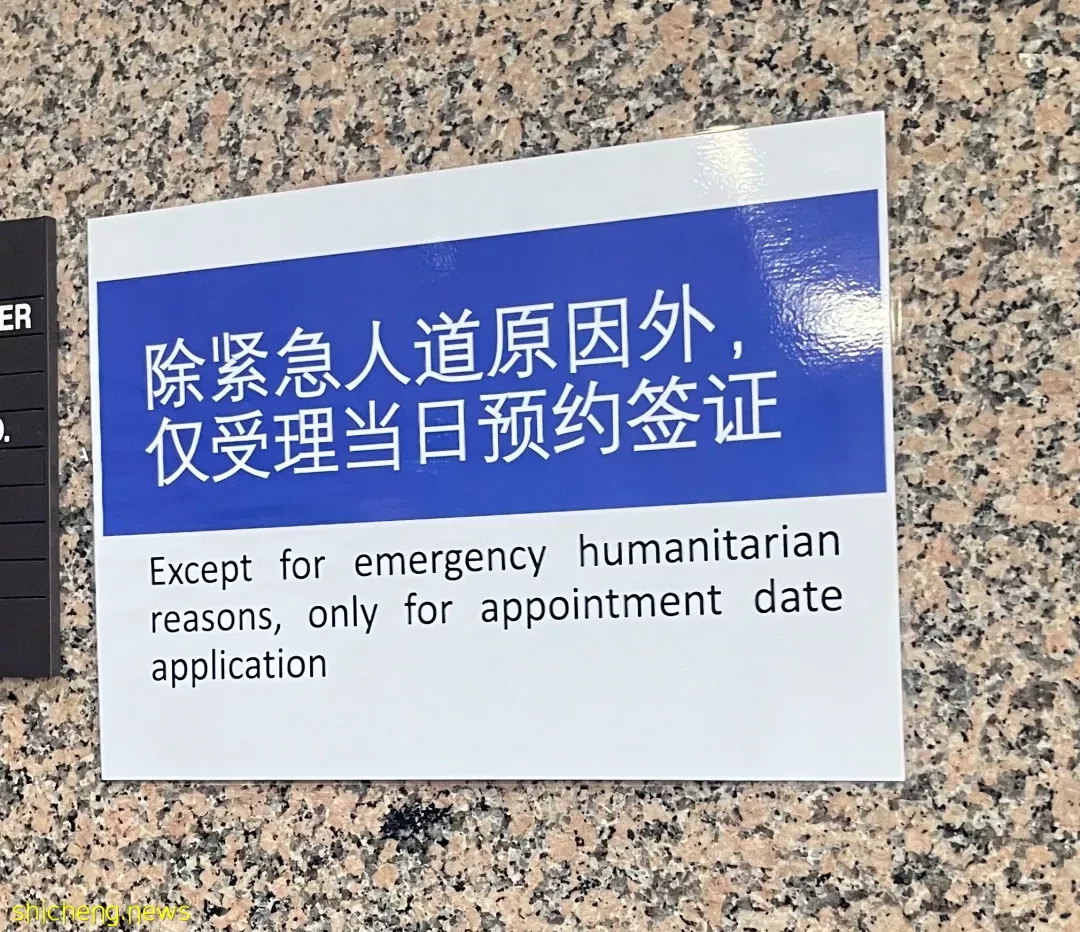 ER
除紧急人道原因外，
仅受理当日预约签证
Except for emergency humanitarian
reasons, only for appointment date
application
shicheng.news